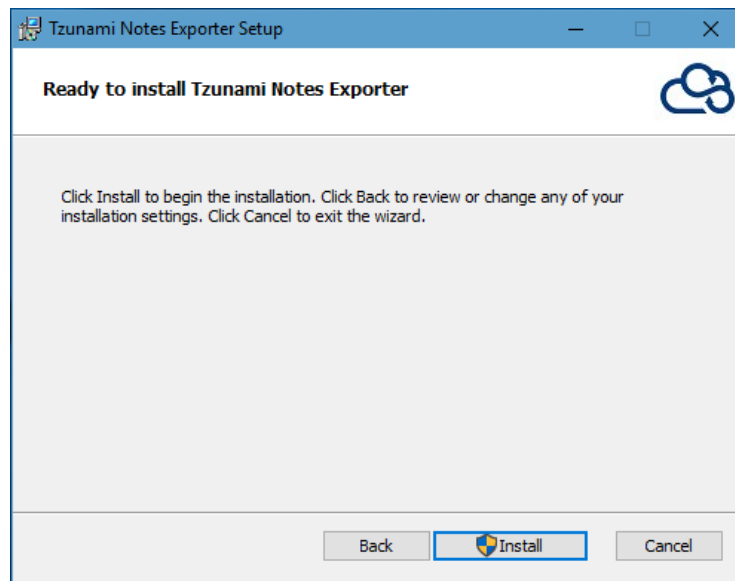 Tzunami Notes Exporter Setup
Ready to install Tzunami Notes Exporter
Click Install to begin the installation. Click Back to review or change any of your
installation settings. Click Cancel to exit the wizard.
Back
Install
Cancel